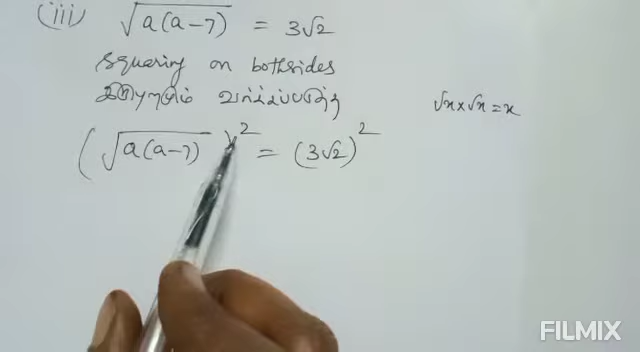 (iii) √a(a-7) = 3√2
Squaring on bothsides
√x x √x = x
(√a(a-7))² = (3√2)²
FILMIX